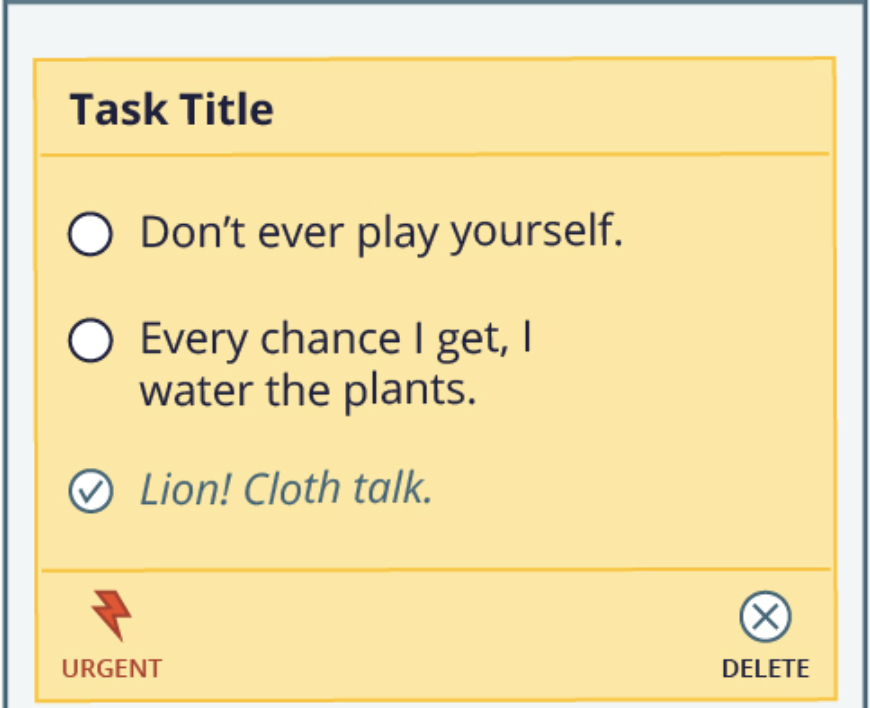 Task Title
Don't ever play yourself.
Every chance I get, I
water the plants.
Lion! Cloth talk.
URGENT
DELETE